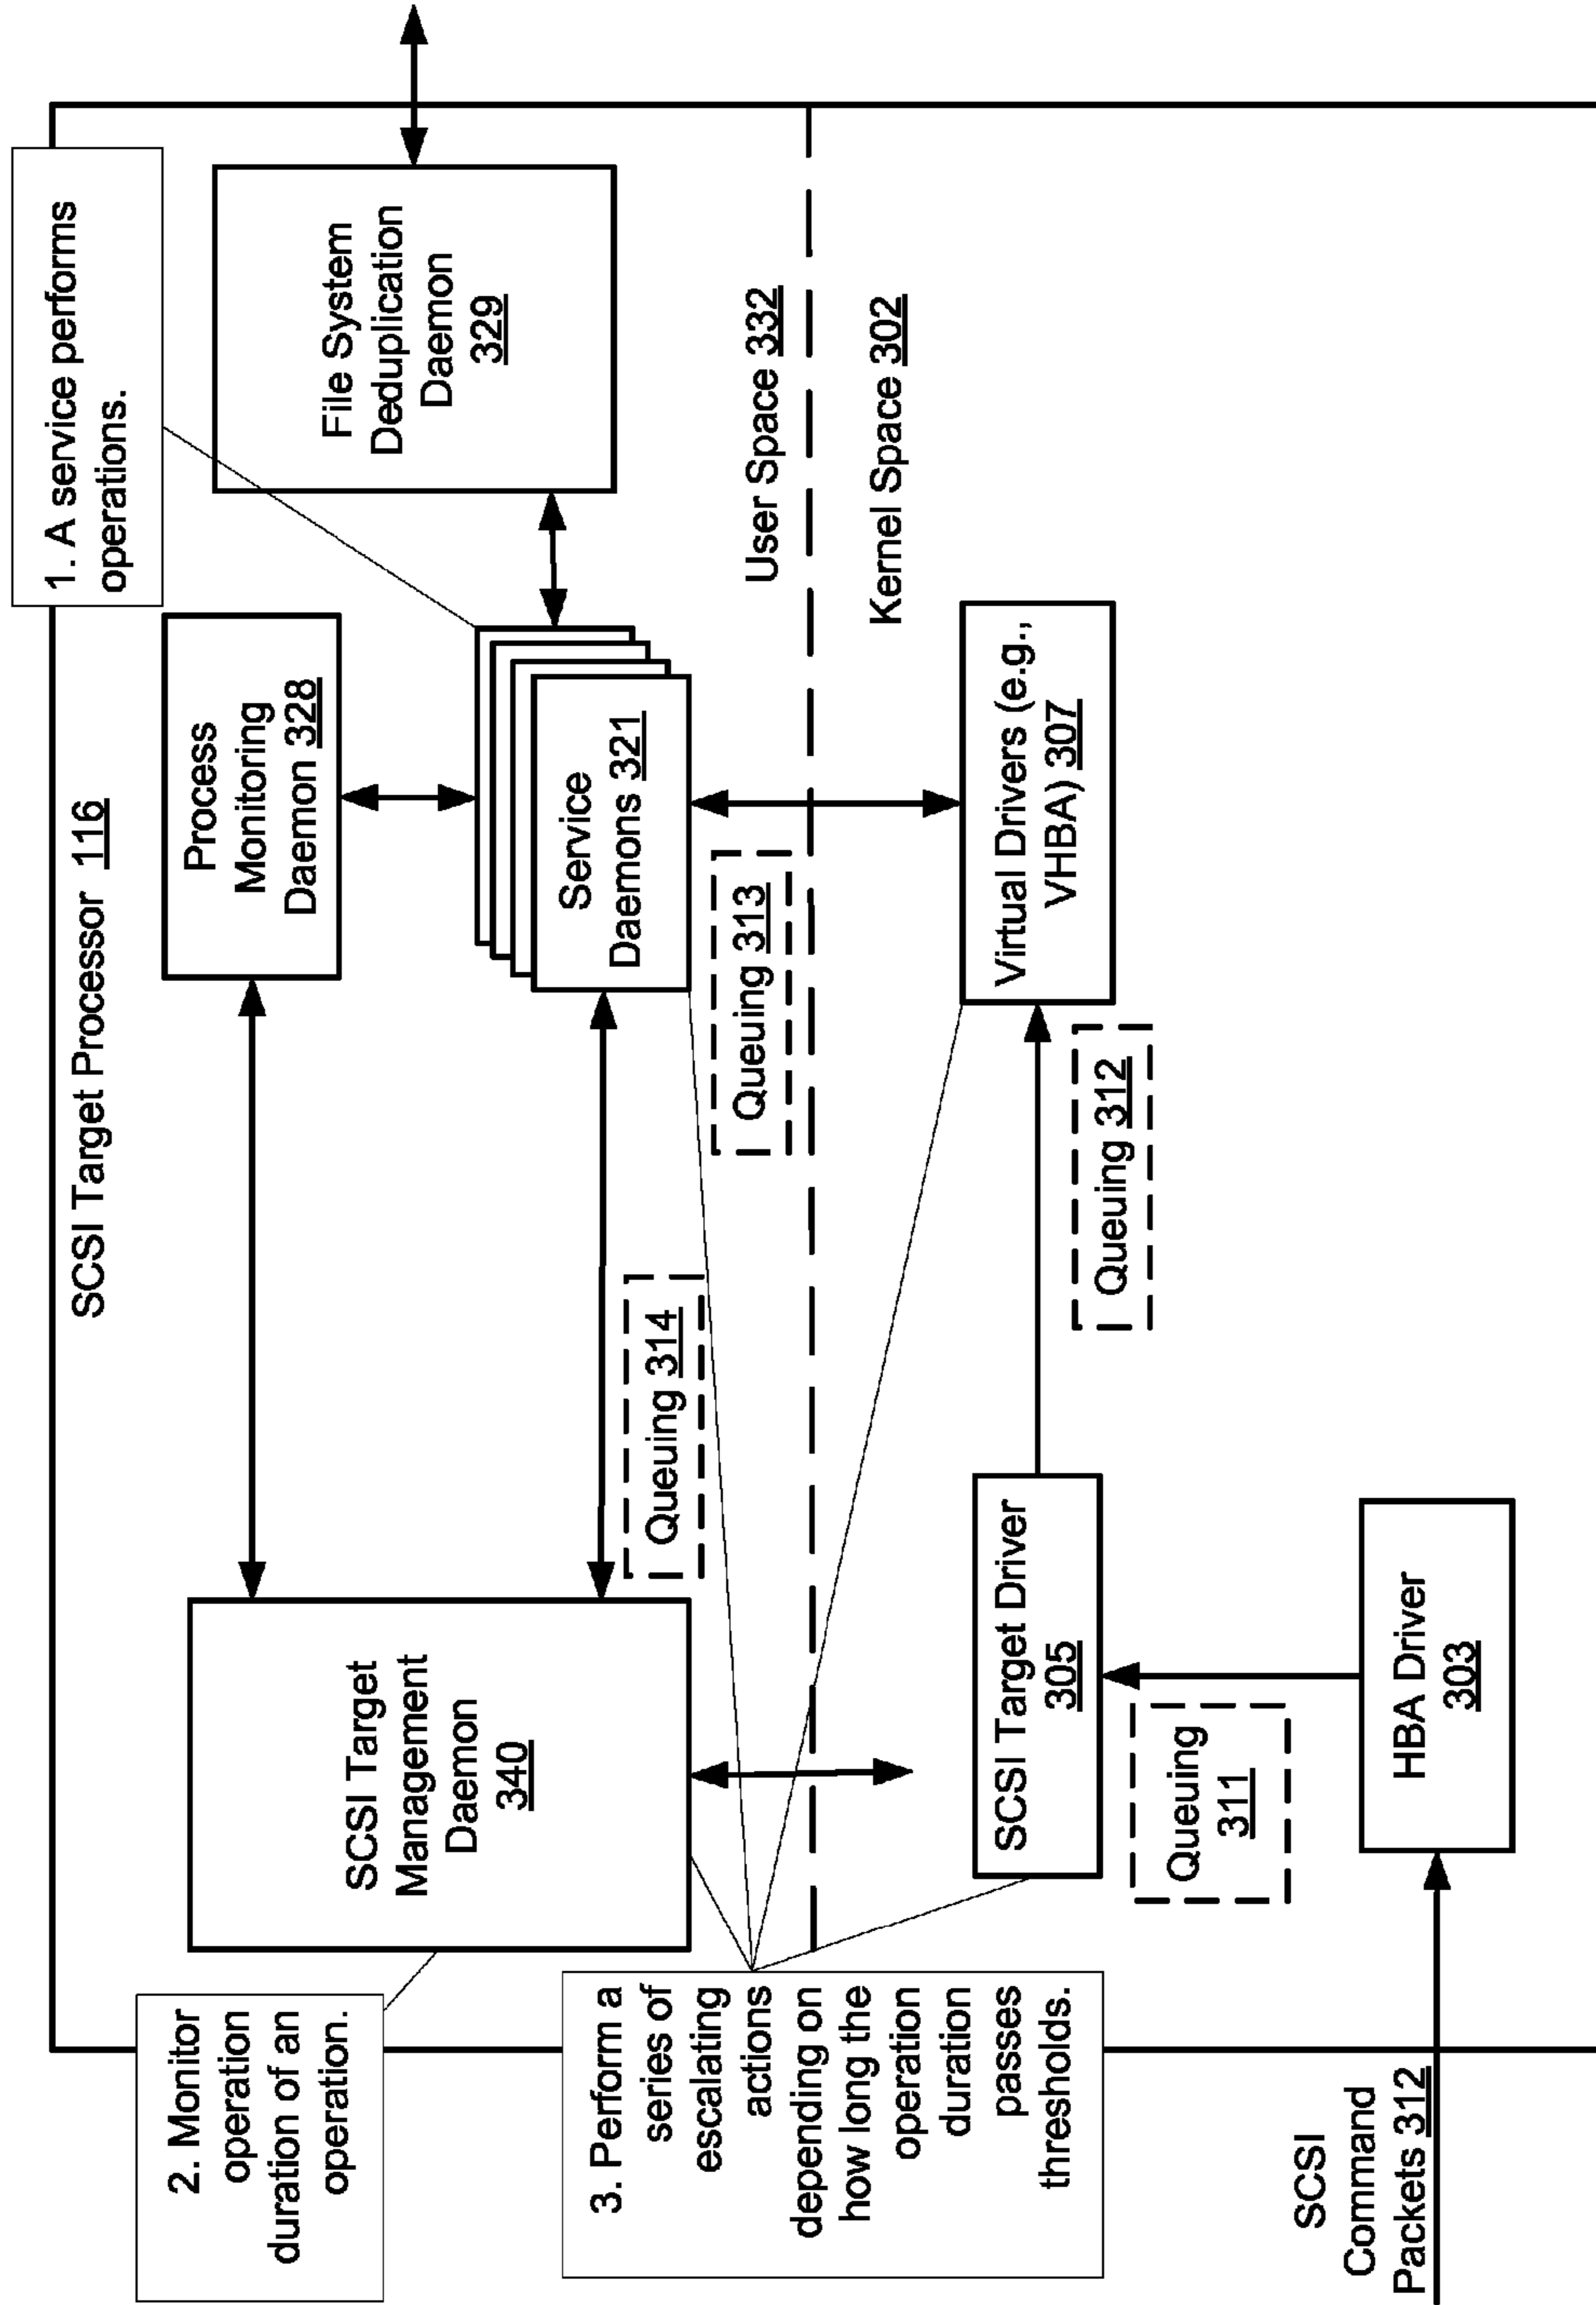 SCSI Target Processor 116
1. A service performs
operations.
2. Monitor
operation
duration of an
operation.
SCSI Target
Management
Daemon
340
Process
Monitoring
Daemon 328
File System
Deduplication
Daemon
329
Service
Daemons 321
Queuing 314
Queuing 313
User Space 332
Kernel Space 302
3. Perform a
series of
escalating
actions
depending on
how long the
operation
duration
passes
thresholds.
SCSI Target Driver
305
Virtual Drivers (e.g.,
VHBA) 307
Queuing 312
Queuing
311
HBA Driver
303
SCSI
Command
Packets 312